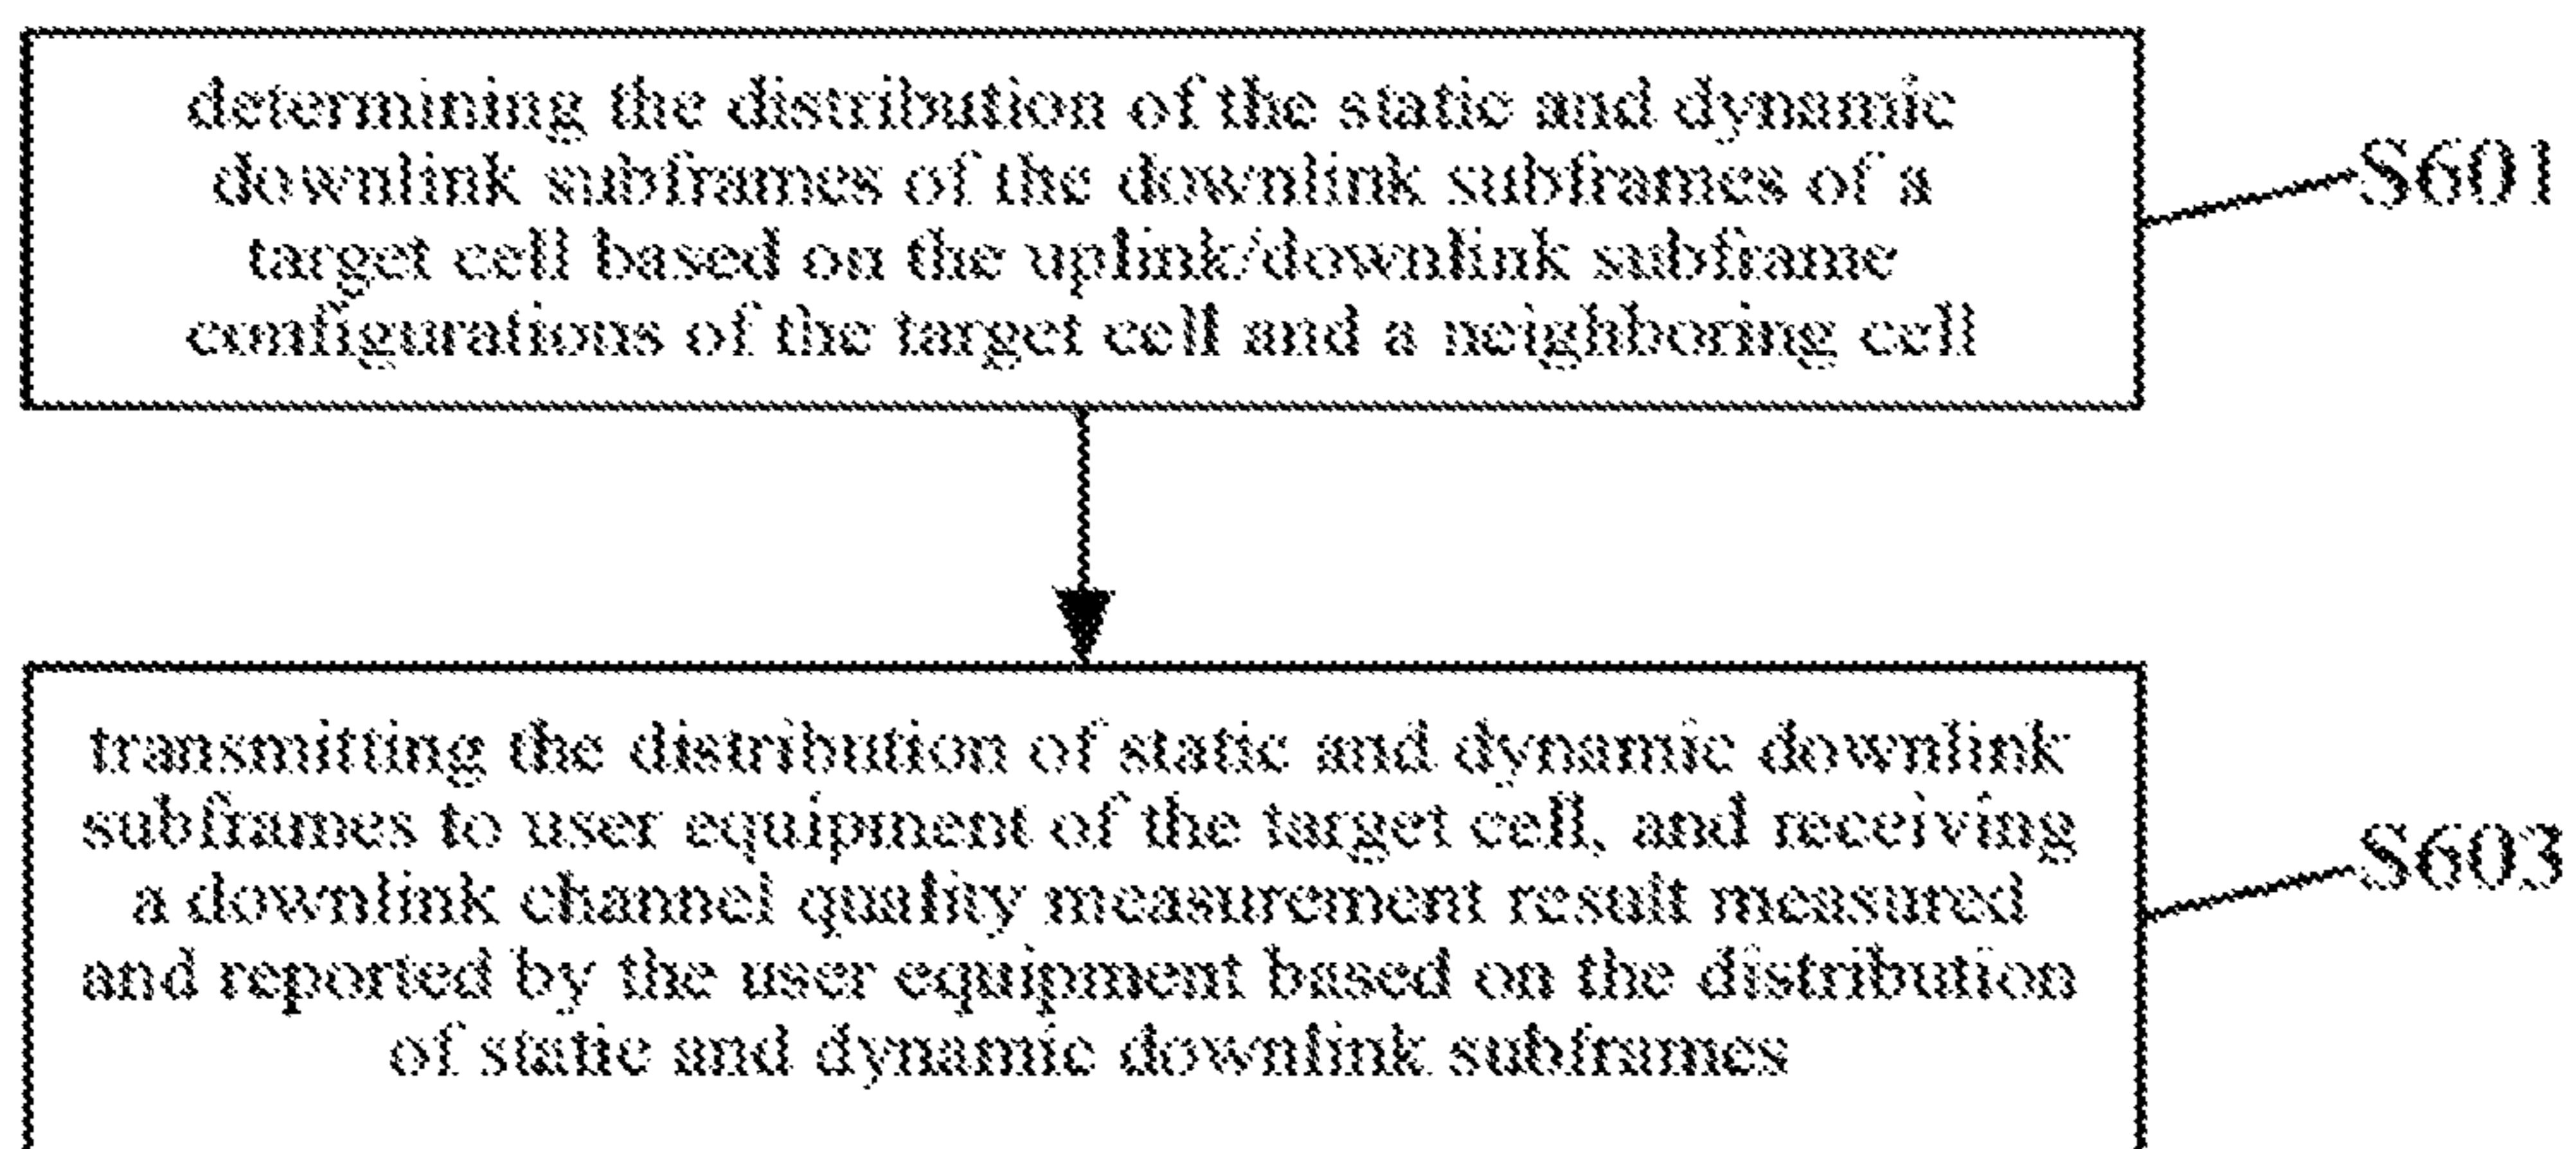 determining the distribution of the static and dynamic
downlink subframes of the downlink subframes of a
target cell based on the uplink/downlink subframe
configurations of the target cell and a neighboring cell
S601
transmitting the distribution of static and dynamic downlink
subframes to user equipment of the target cell, and receiving
a downlink channel quality measurement result measured
and reported by the user equipment based on the distribution
of static and dynamic downlink subframes
S603